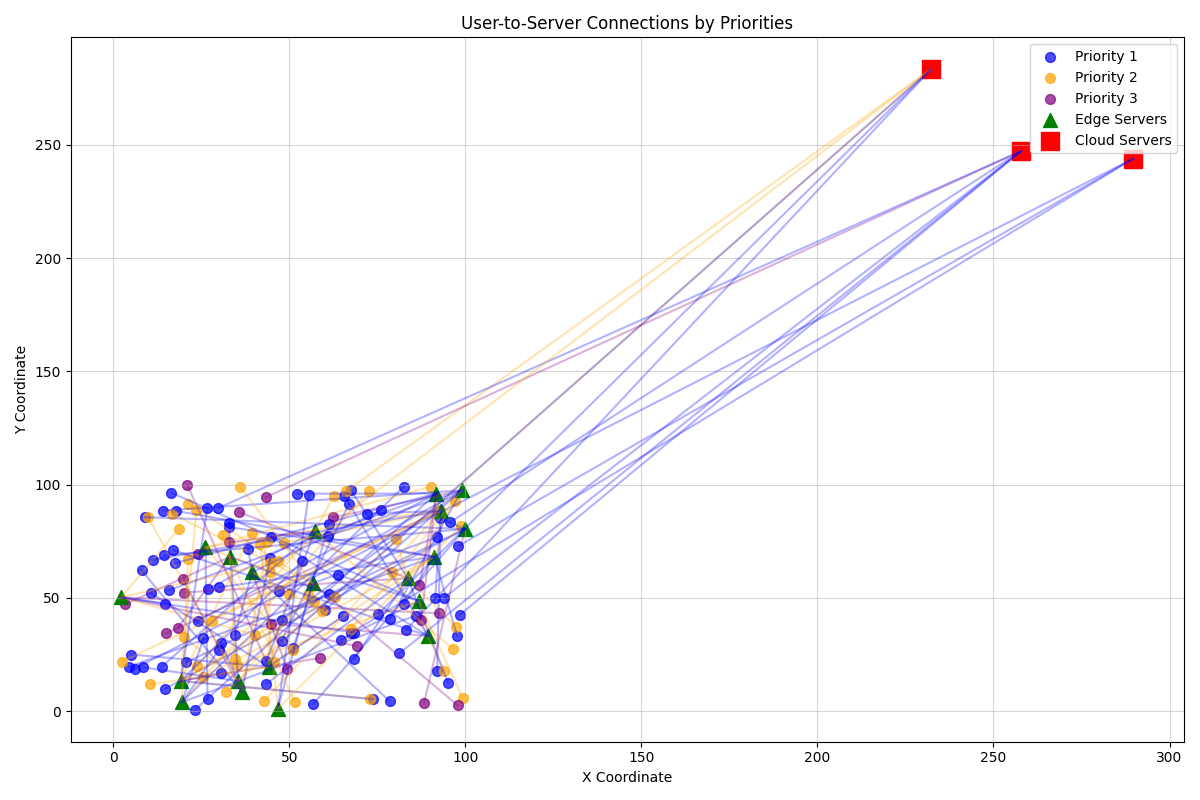 User-to-Server Connections by Priorities
Priority 1
Priority 2
Priority 3
Edge Servers
Cloud Servers
Y Coordinate
250
200
150
100
50
0
0 50 100 150 200 250 300
X Coordinate